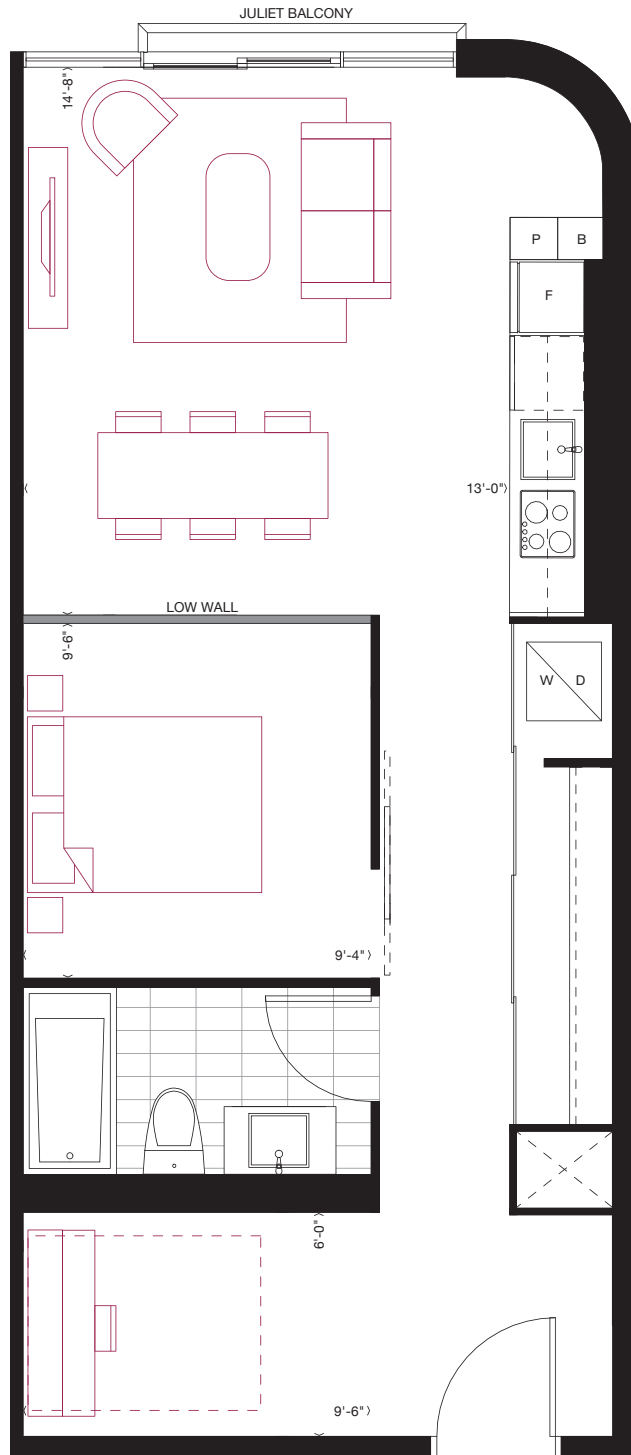 JULIET BALCONY
14'-8"
P
B
F
13'-0"
LOW WALL
9'-6"
W
D
9'-4"
6'-0"
9'-6"